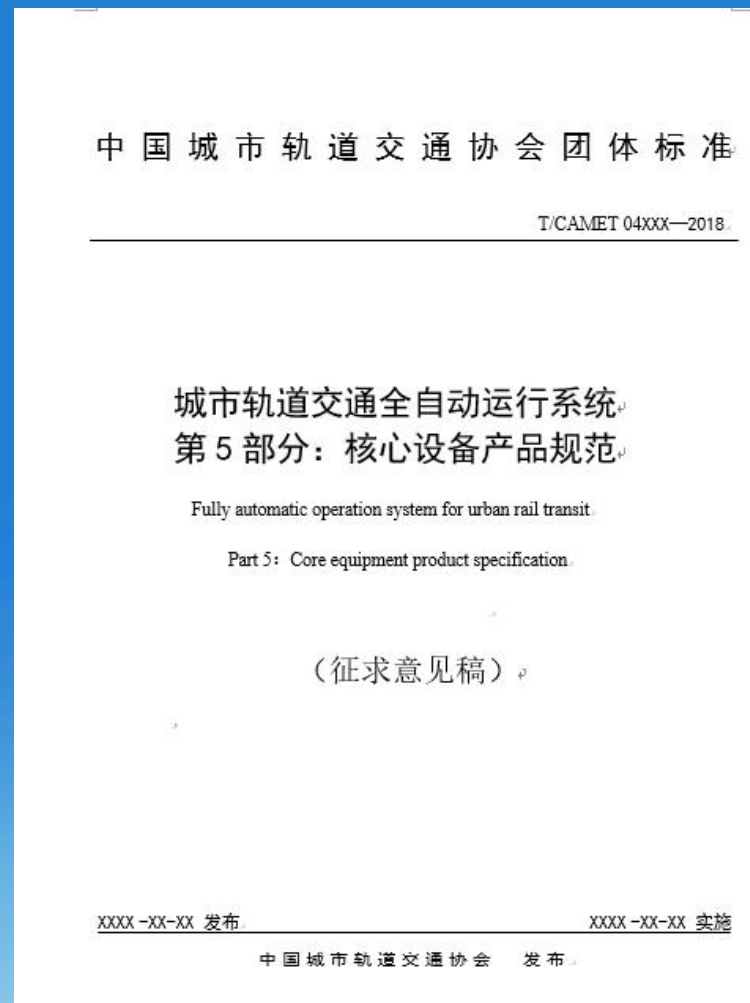 中国城市轨道交通协会团体标准
T/CAMET 04XXX—2018
城市轨道交通全自动运行系统
第5部分：核心设备产品规范
Fully automatic operation system for urban rail transit
Part 5：Core equipment product specification
（征求意见稿）
XXXX-XX-XX 发布 XXXX-XX-XX 实施
中国城市轨道交通协会 发布